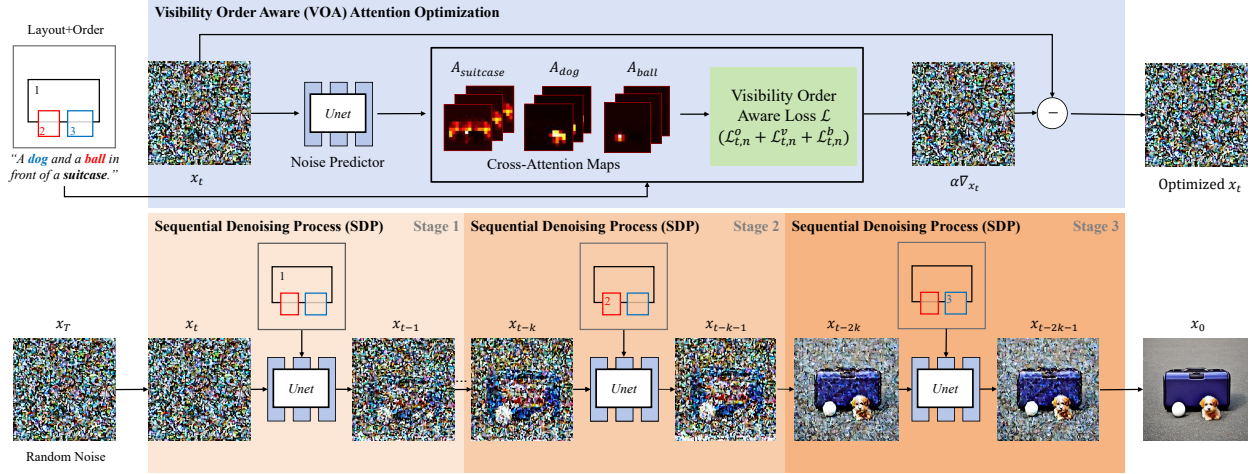 Visibility Order Aware (VOA) Attention Optimization
Layout+Order
1
2
3
"A dog and a ball in
front of a suitcase."
x_t
Unet
Noise Predictor
A_suitcase
A_dog
A_ball
Cross-Attention Maps
Visibility Order
Aware Loss ℒ
(ℒ^o_{t,n} + ℒ^v_{t,n} + ℒ^b_{t,n})
α∇_{x_t}
−
Optimized x_t
Sequential Denoising Process (SDP)
Stage 1
Sequential Denoising Process (SDP)
Stage 2
Sequential Denoising Process (SDP)
Stage 3
1
2
3
x_T
x_t
x_{t−1}
x_{t−k}
x_{t−k−1}
x_{t−2k}
x_{t−2k−1}
x_0
Unet
...
Unet
Unet
Random Noise